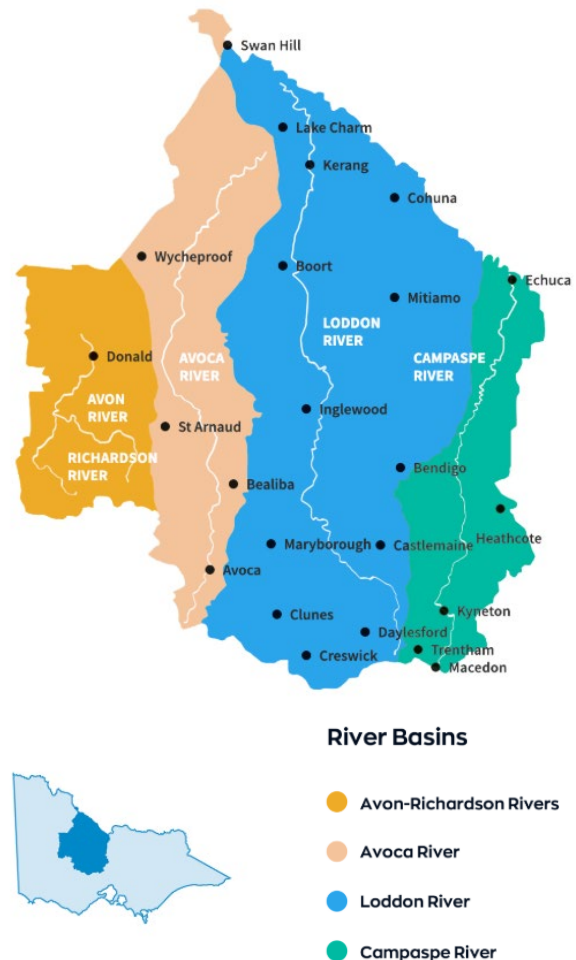 Swan Hill
Lake Charm
Kerang
Cohuna
Wycheproof
Boort
Echuca
Mitiamo
LODDON
RIVER
Donald
AVOCA
RIVER
CAMPASPE
RIVER
AVON
RIVER
Inglewood
St Arnaud
RICHARDSON
RIVER
Bendigo
Bealiba
Heathcote
Maryborough
Castlemaine
Avoca
Kyneton
Clunes
Daylesford
Trentham
Creswick
Macedon
River Basins
Avon-Richardson Rivers
Avoca River
Loddon River
Campaspe River